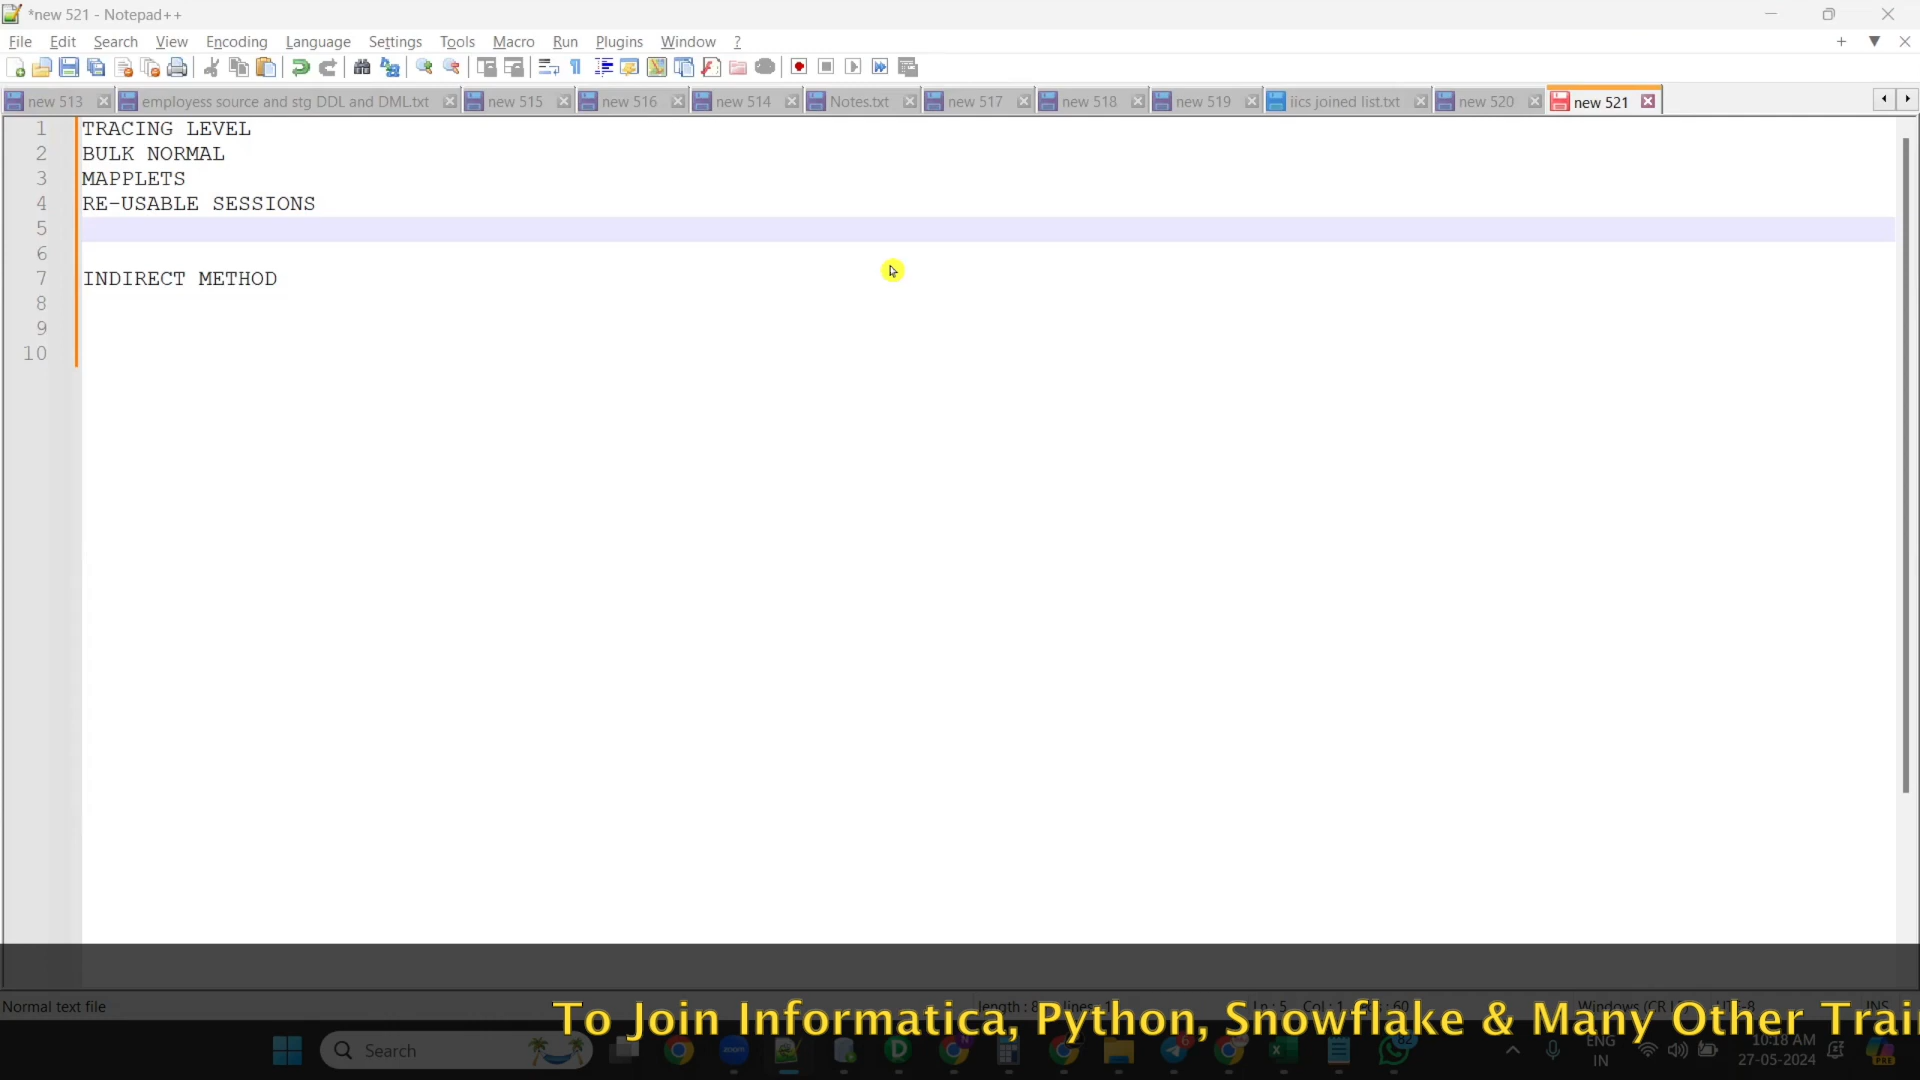 *new 521 - Notepad++
File Edit Search View Encoding Language Settings Tools Macro Run Plugins Window ?
new 513 employess source and stg DDL and DML.txt new 515 new 516 new 514 Notes.txt new 517 new 518 new 519 iics joined list.txt new 520 new 521
1 TRACING LEVEL
2 BULK NORMAL
3 MAPPLETS
4 RE-USABLE SESSIONS
5
6
7 INDIRECT METHOD
8
9
10
Normal text file
To Join Informatica, Python, Snowflake & Many Other Trai
Search
82
ENG
IN
10:18 AM
27-05-2024